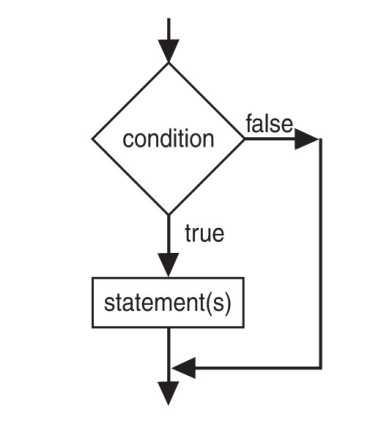 condition
false
true
statement(s)